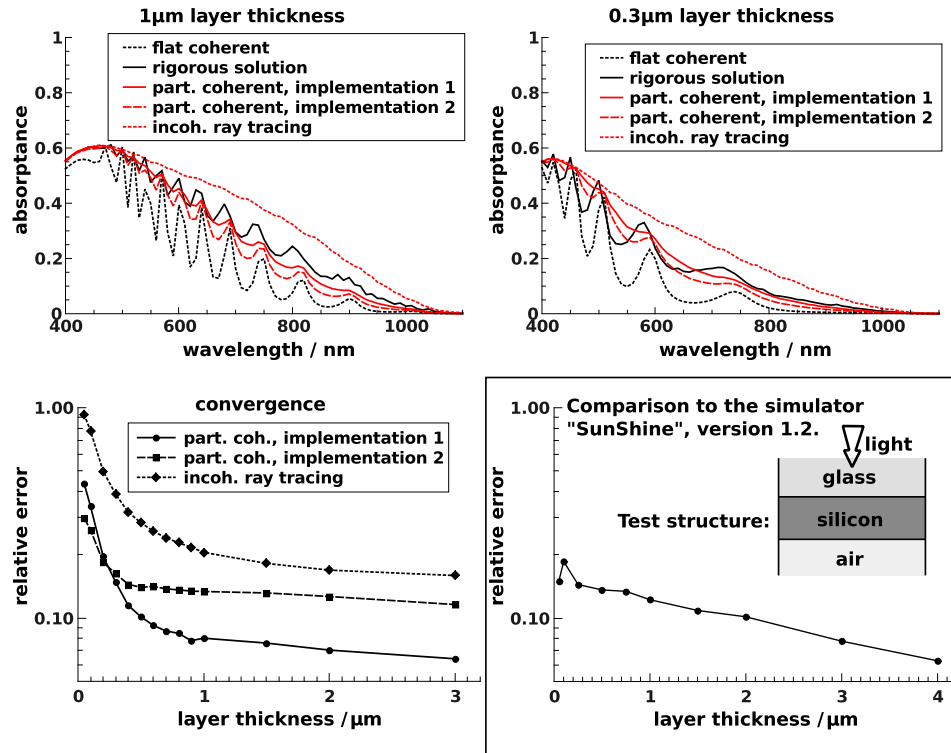 1μm layer thickness
1
0.8
0.6
0.4
0.2
0
absorptance
flat coherent
rigorous solution
part. coherent, implementation 1
part. coherent, implementation 2
incoh. ray tracing
400
600
800
1000
wavelength / nm
0.3μm layer thickness
1
0.8
0.6
0.4
0.2
0
absorptance
flat coherent
rigorous solution
part. coherent, implementation 1
part. coherent, implementation 2
incoh. ray tracing
400
600
800
1000
wavelength / nm
convergence
1.00
0.10
relative error
part. coh., implementation 1
part. coh., implementation 2
incoh. ray tracing
0
1
2
3
layer thickness /μm
Comparison to the simulator
"SunShine", version 1.2.
light
glass
Test structure:
silicon
air
1.00
0.10
relative error
0
1
2
3
4
layer thickness / μm